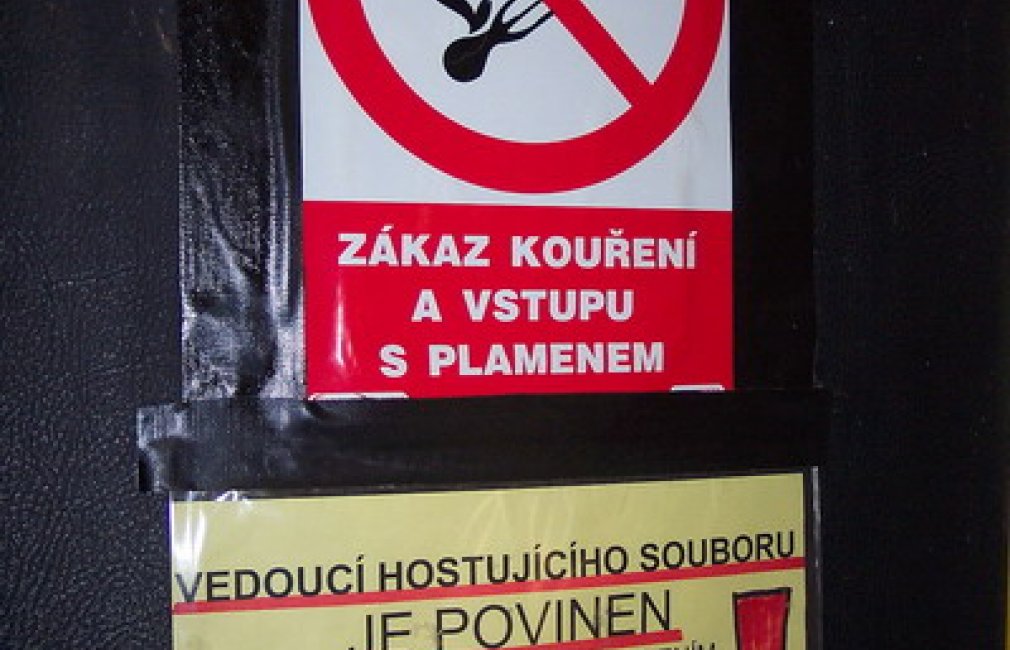 ZÁKAZ KOUŘENÍ
A VSTUPU
S PLAMENEM
VEDOUCÍ HOSTUJÍCÍHO SOUBORU
JE POVINEN